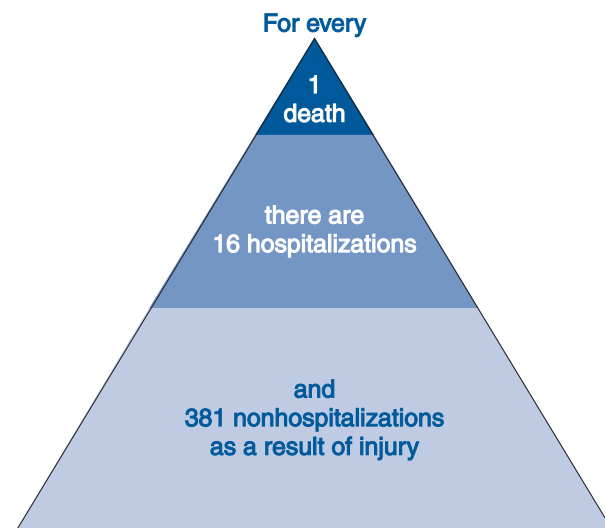 For every
1
death
there are
16 hospitalizations
and
381 nonhospitalizations
as a result of injury